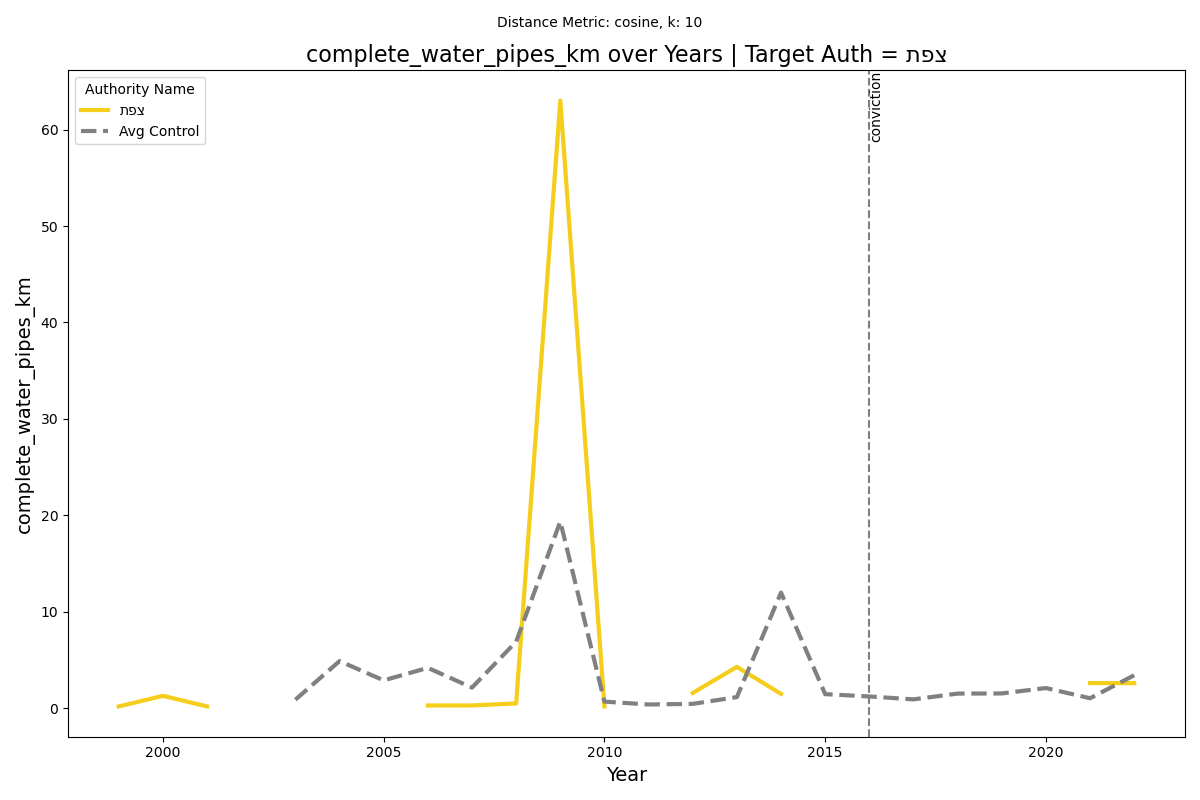 Distance Metric: cosine, k: 10
complete_water_pipes_km over Years | Target Auth = צפת
Authority Name
צפת
Avg Control
conviction
complete_water_pipes_km
60
50
40
30
20
10
0
2000
2005
2010
2015
2020
Year